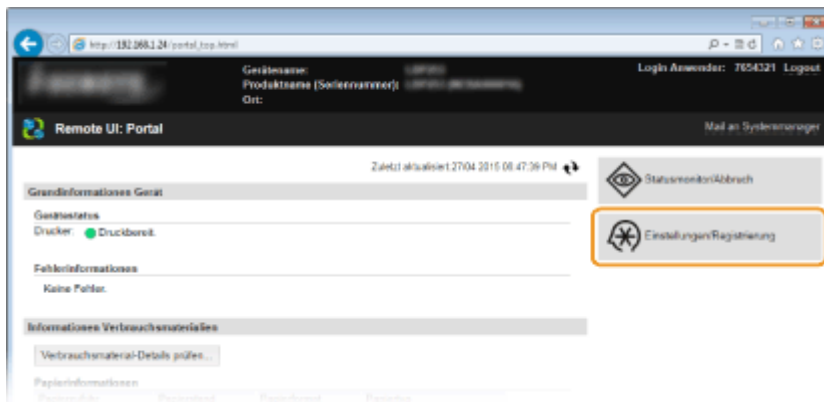 http://192.168.1.24/portal_top.html
Gerätename:
Login Anwender: 7654321 Logout
Produktname (Seriennummer):
Ort:
Remote UI: Portal
Mail an Systemmanager
Zuletzt aktualisiert:27/04 2015 06:47:39 PM
Statusmonitor/Abbruch
Grundinformationen Gerät
Gerätestatus
Drucker: Druckbereit.
Einstellungen/Registrierung
Fehlerinformationen
Keine Fehler.
Informationen Verbrauchsmaterialien
Verbrauchsmaterial-Details prüfen...
Papierinformationen